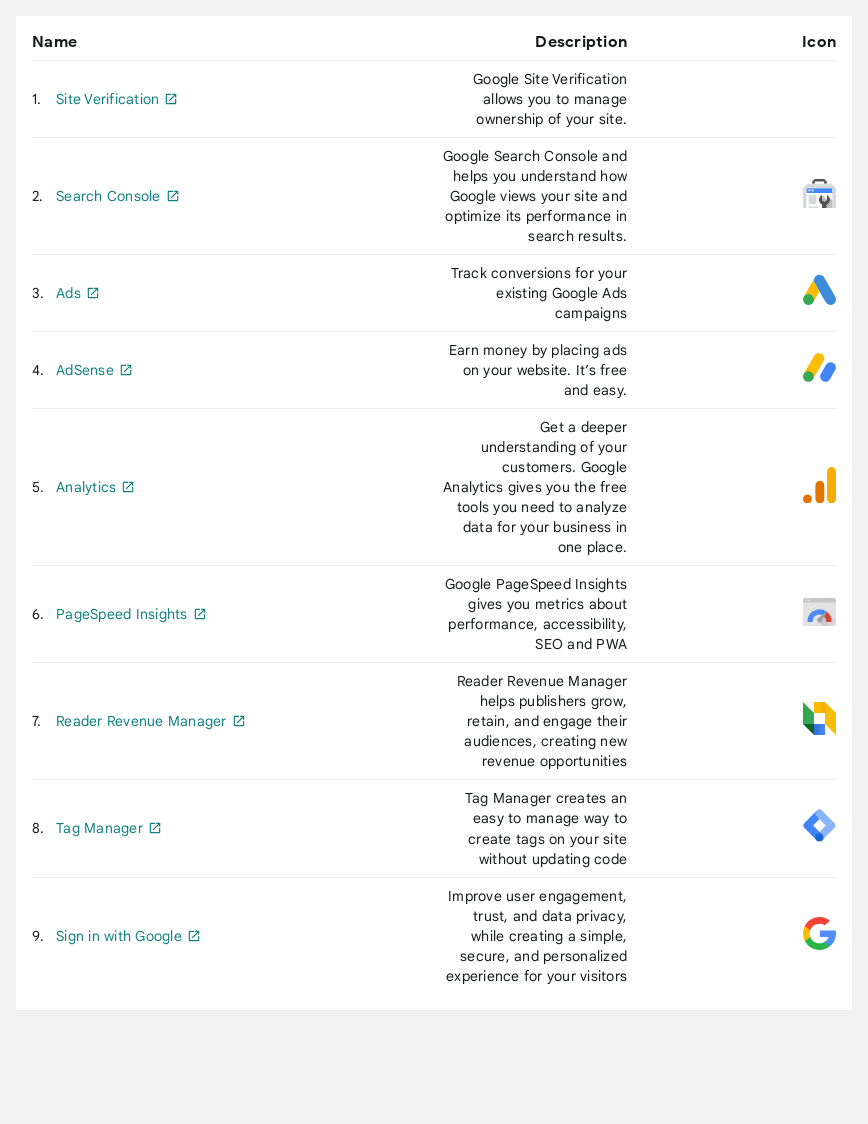 Name Description Icon
1. Site Verification
Google Site Verification
allows you to manage
ownership of your site.
2. Search Console
Google Search Console and
helps you understand how
Google views your site and
optimize its performance in
search results.
3. Ads
Track conversions for your
existing Google Ads
campaigns
4. AdSense
Earn money by placing ads
on your website. It’s free
and easy.
5. Analytics
Get a deeper
understanding of your
customers. Google
Analytics gives you the free
tools you need to analyze
data for your business in
one place.
6. PageSpeed Insights
Google PageSpeed Insights
gives you metrics about
performance, accessibility,
SEO and PWA
7. Reader Revenue Manager
Reader Revenue Manager
helps publishers grow,
retain, and engage their
audiences, creating new
revenue opportunities
8. Tag Manager
Tag Manager creates an
easy to manage way to
create tags on your site
without updating code
9. Sign in with Google
Improve user engagement,
trust, and data privacy,
while creating a simple,
secure, and personalized
experience for your visitors